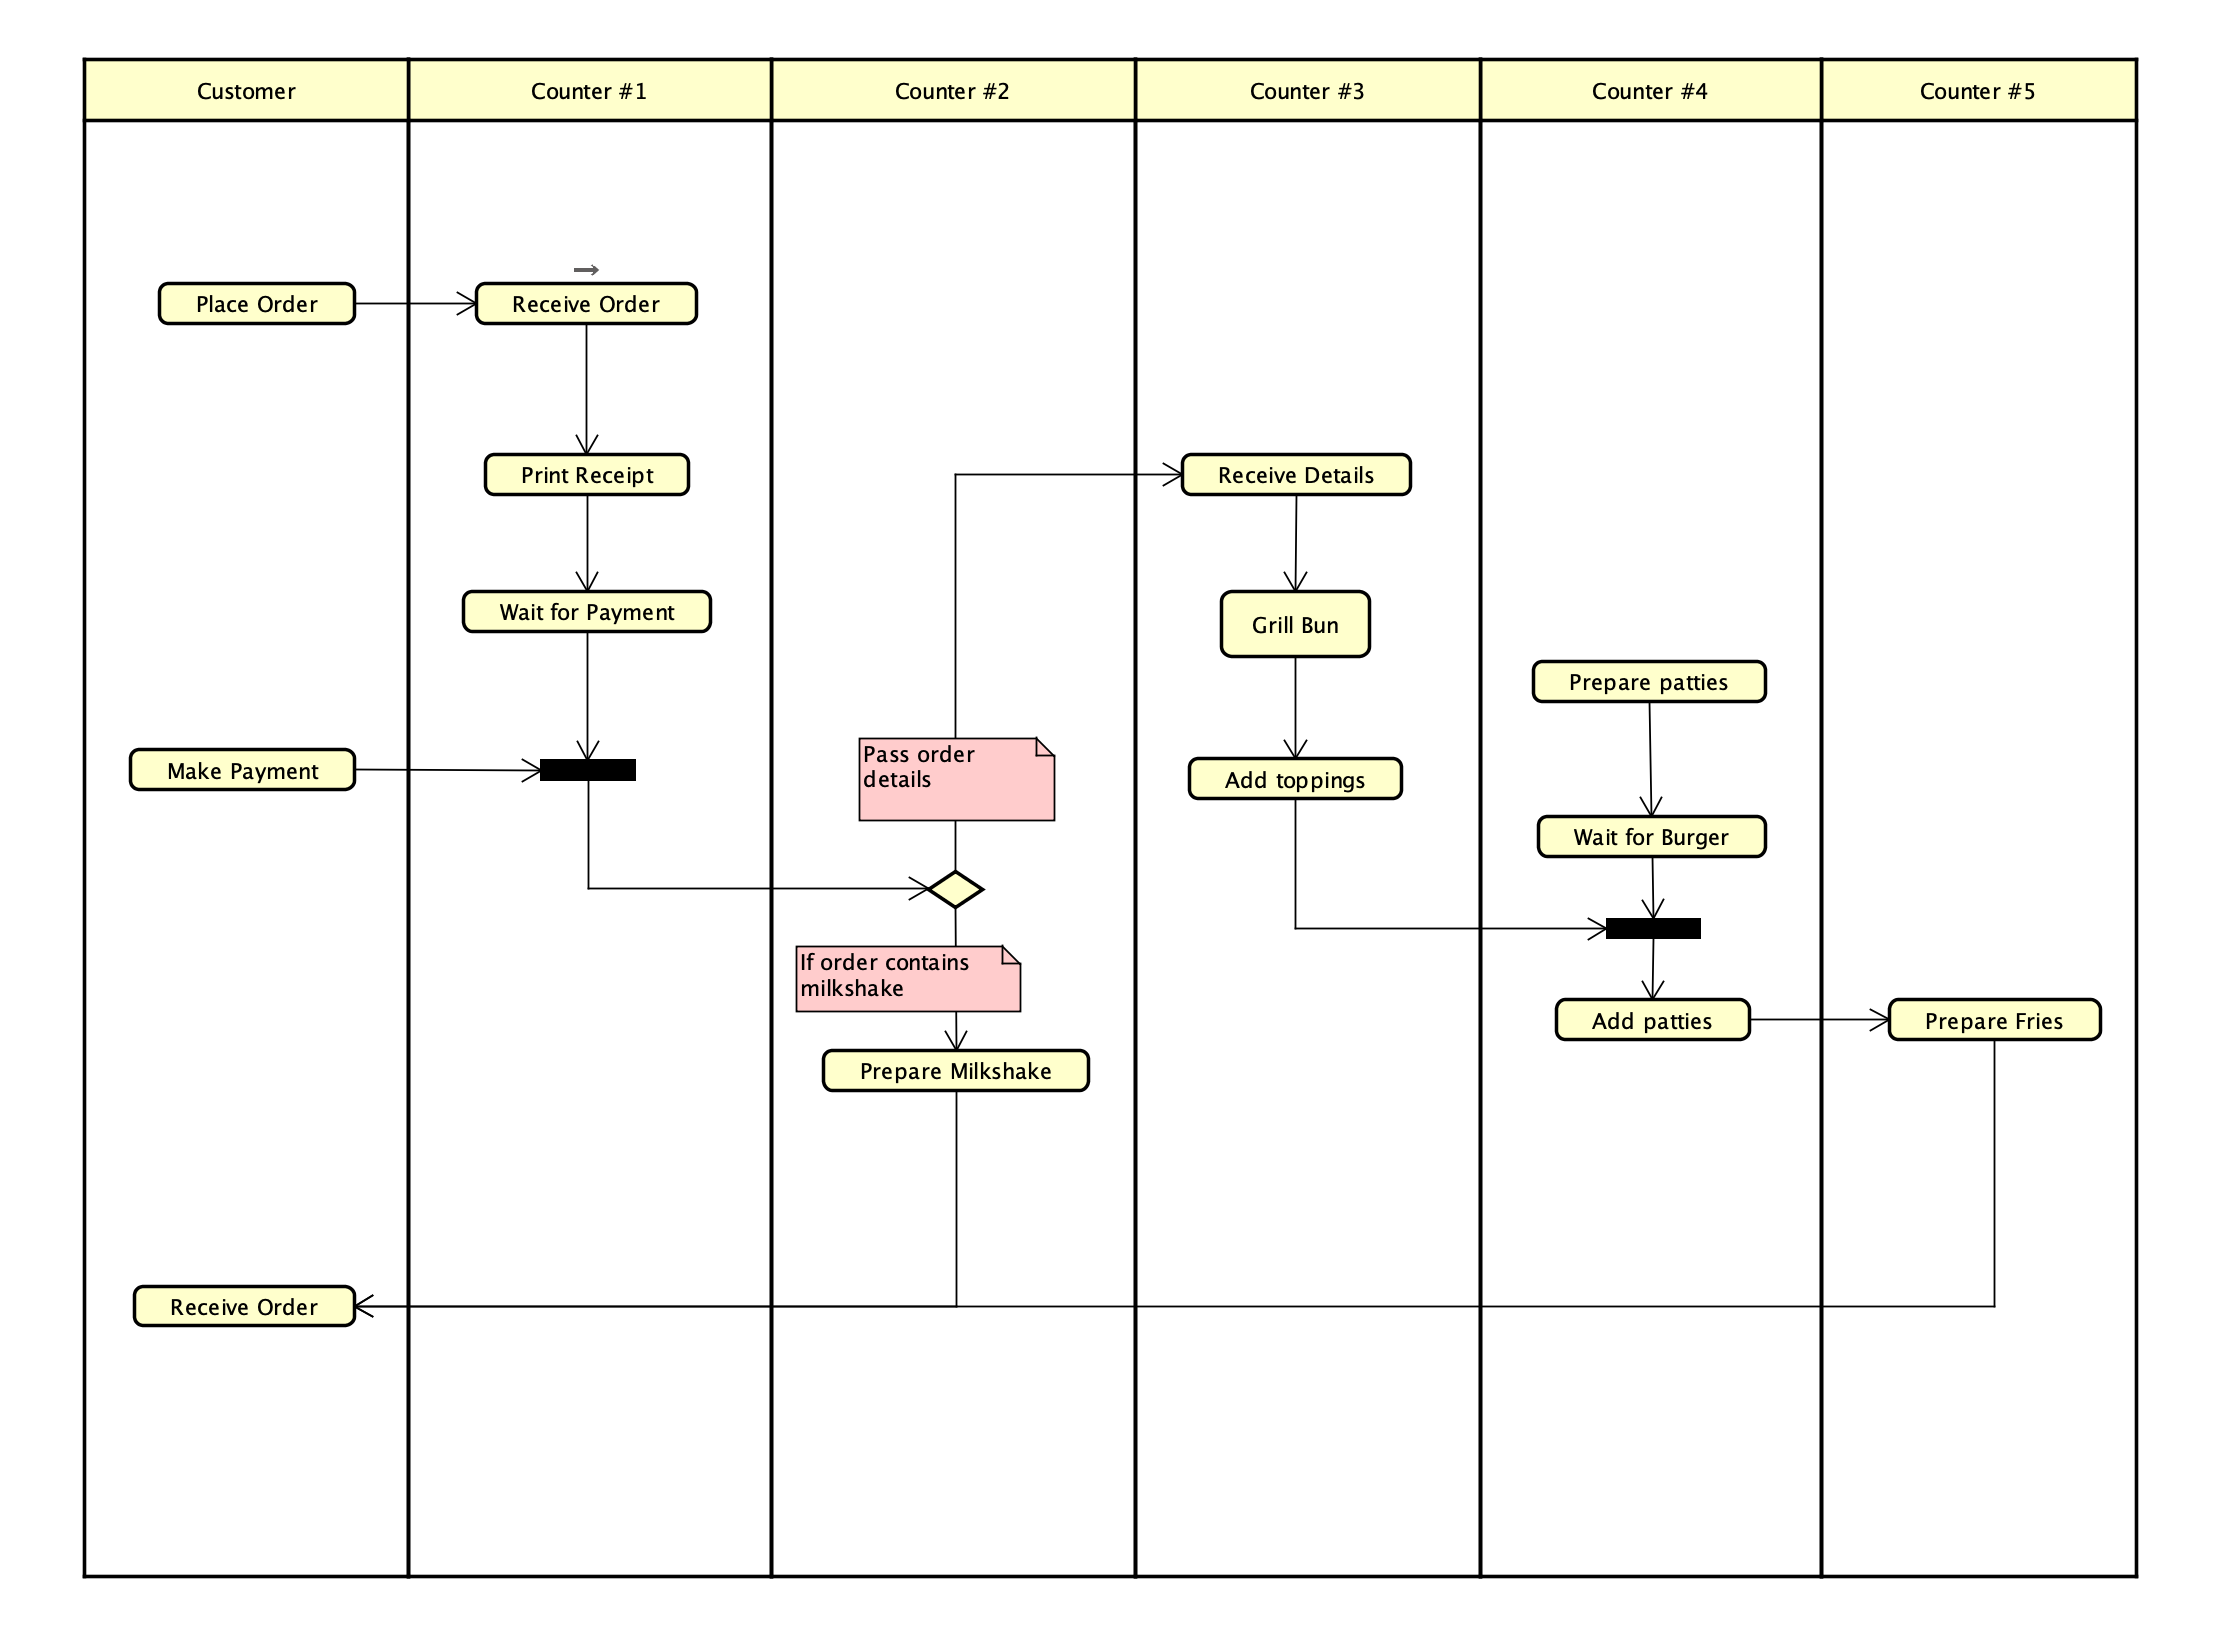 Customer
Counter #1
Counter #2
Counter #3
Counter #4
Counter #5
Place Order
Receive Order
Print Receipt
Receive Details
Wait for Payment
Grill Bun
Prepare patties
Make Payment
Pass order
details
Add toppings
Wait for Burger
If order contains
milkshake
Add patties
Prepare Fries
Prepare Milkshake
Receive Order